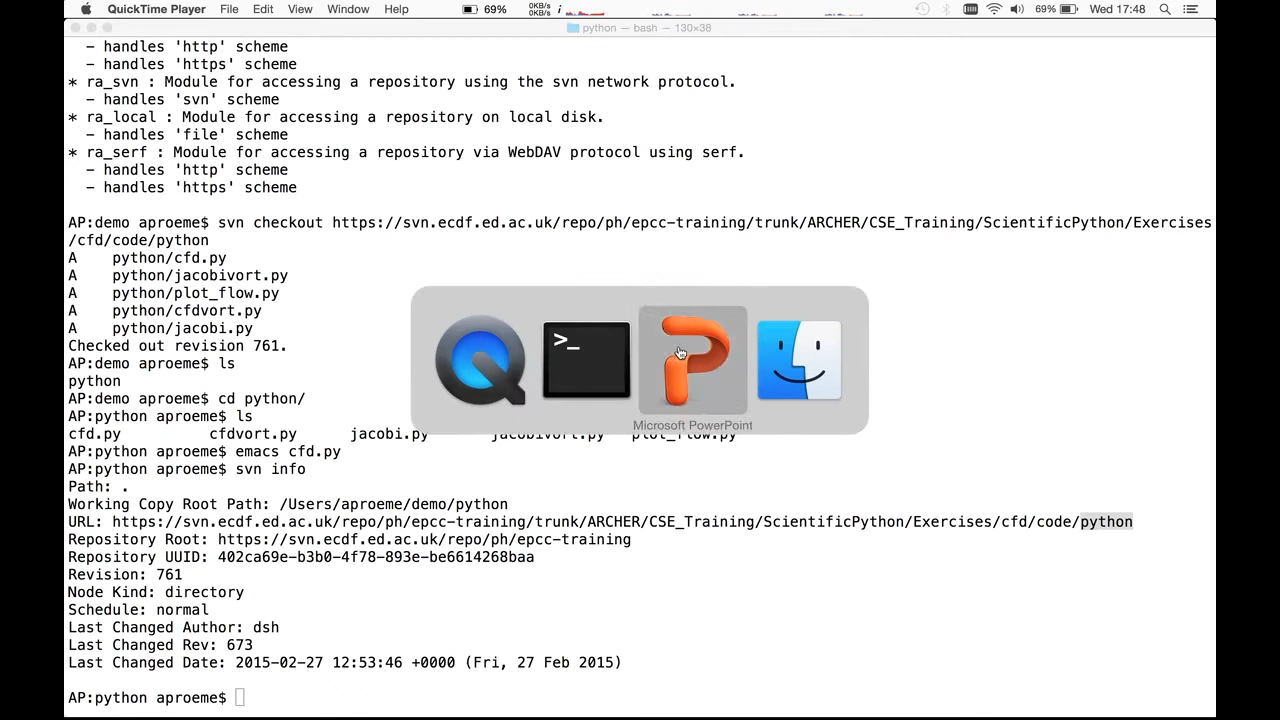 QuickTime Player File Edit View Window Help 69% 0KB/s 0KB/s 69% Wed 17:48
python — bash — 130×38
– handles 'http' scheme
– handles 'https' scheme
* ra_svn : Module for accessing a repository using the svn network protocol.
– handles 'svn' scheme
* ra_local : Module for accessing a repository on local disk.
– handles 'file' scheme
* ra_serf : Module for accessing a repository via WebDAV protocol using serf.
– handles 'http' scheme
– handles 'https' scheme
AP:demo aproeme$ svn checkout https://svn.ecdf.ed.ac.uk/repo/ph/epcc-training/trunk/ARCHER/CSE_Training/ScientificPython/Exercises
/cfd/code/python
A    python/cfd.py
A    python/jacobivort.py
A    python/plot_flow.py
A    python/cfdvort.py
A    python/jacobi.py
Checked out revision 761.
AP:demo aproeme$ ls
python
AP:demo aproeme$ cd python/
AP:python aproeme$ ls
cfd.py cfdvort.py jacobi.py jacobivort.py plot_flow.py
Microsoft PowerPoint
AP:python aproeme$ emacs cfd.py
AP:python aproeme$ svn info
Path: .
Working Copy Root Path: /Users/aproeme/demo/python
URL: https://svn.ecdf.ed.ac.uk/repo/ph/epcc-training/trunk/ARCHER/CSE_Training/ScientificPython/Exercises/cfd/code/python
Repository Root: https://svn.ecdf.ed.ac.uk/repo/ph/epcc-training
Repository UUID: 402ca69e-b3b0-4f78-893e-be6614268baa
Revision: 761
Node Kind: directory
Schedule: normal
Last Changed Author: dsh
Last Changed Rev: 673
Last Changed Date: 2015-02-27 12:53:46 +0000 (Fri, 27 Feb 2015)
AP:python aproeme$